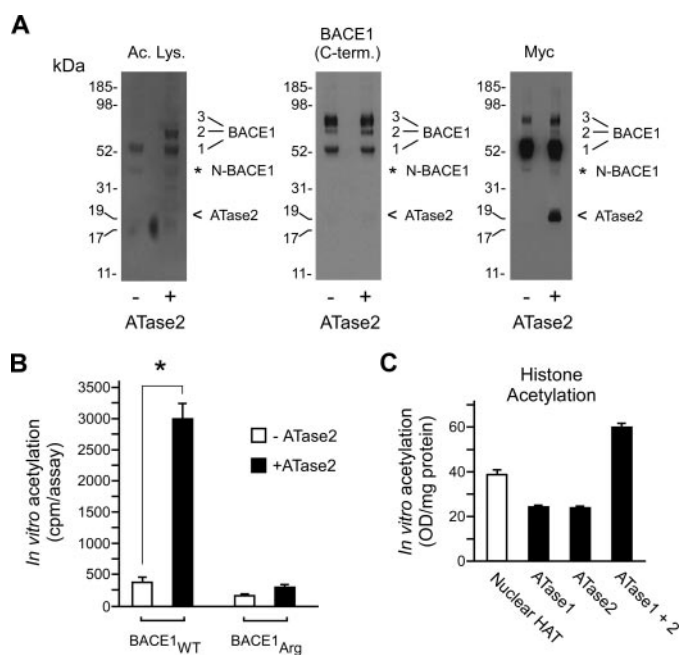 A
Ac. Lys.
BACE1
(C-term.)
Myc
kDa
185-
98-
52-
31-
19
17
11-
3
2 BACE1
1
* N-BACE1
< ATase2
- +
ATase2
185-
98-
52-
31-
19
17
11-
3
2 BACE1
1
* N-BACE1
< ATase2
- +
ATase2
185-
98-
52-
31-
19
17
11-
3
2 BACE1
1
* N-BACE1
< ATase2
- +
ATase2
B
In vitro acetylation
(cpm/assay)
3500
3000
2500
2000
1500
1000
500
0
*
- ATase2
+ATase2
BACE1WT
BACE1Arg
C
Histone
Acetylation
In vitro acetylation
(OD/mg protein)
60
40
20
0
Nuclear HAT
ATase1
ATase2
ATase1 + 2